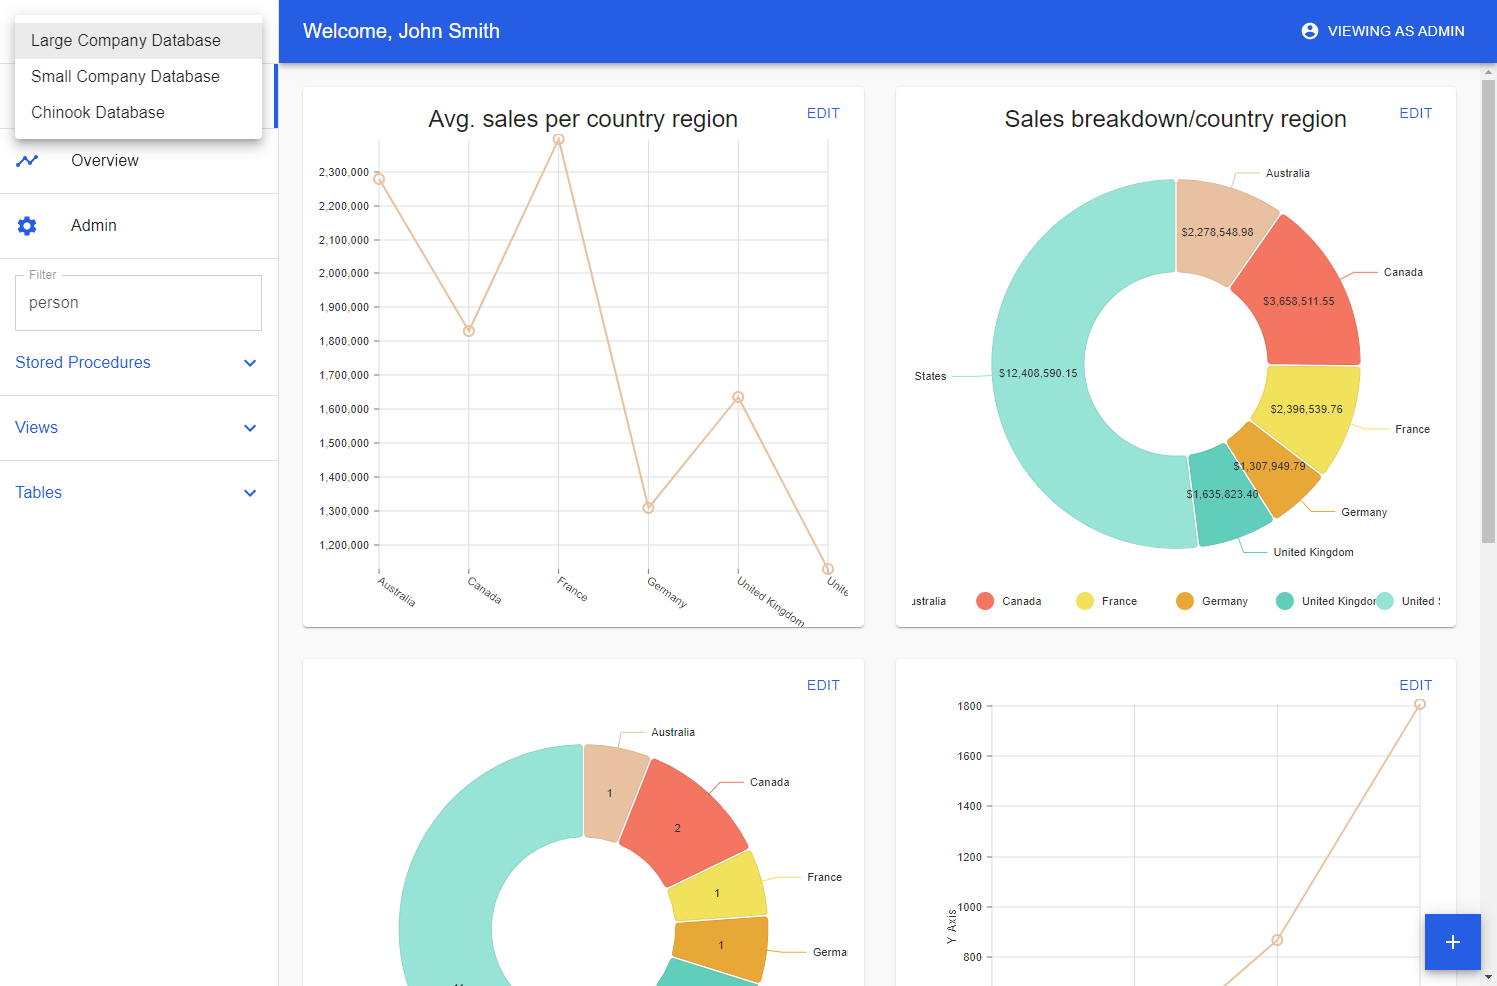 Large Company Database
Small Company Database
Chinook Database
Overview
Admin
Filter
person
Stored Procedures
Views
Tables
Welcome, John Smith
VIEWING AS ADMIN
Avg. sales per country region
EDIT
2,300,000
2,200,000
2,100,000
2,000,000
1,900,000
1,800,000
1,700,000
1,600,000
1,500,000
1,400,000
1,300,000
1,200,000
Australia
Canada
France
Germany
United Kingdom
Unite
Sales breakdown/country region
EDIT
Australia
$2,278,548.98
Canada
$3,658,511.55
States
$12,408,590.15
$2,396,539.76
France
$1,307,949.79
$1,635,823.40
Germany
United Kingdom
ustralia
Canada
France
Germany
United Kingdom
United S
EDIT
Australia
1
Canada
2
France
1
1
Germa
EDIT
1800
1600
1400
1200
1000
800
Y Axis